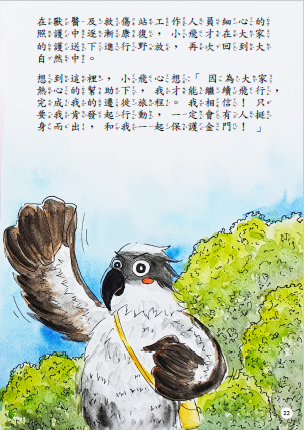 在獸醫及救傷站工作人員細心的
照護中逐漸康復，小飛才在大家
的護送下進行野放，再次回到大
自然中。
想到這裡，小飛心想：「因為大家
熱心的幫助下，我才能繼續飛行，
完成我的遷徙旅程。我相信！只
要我肯發起行動，一定會有人挺
身而出，和我一起保護金門！」
22